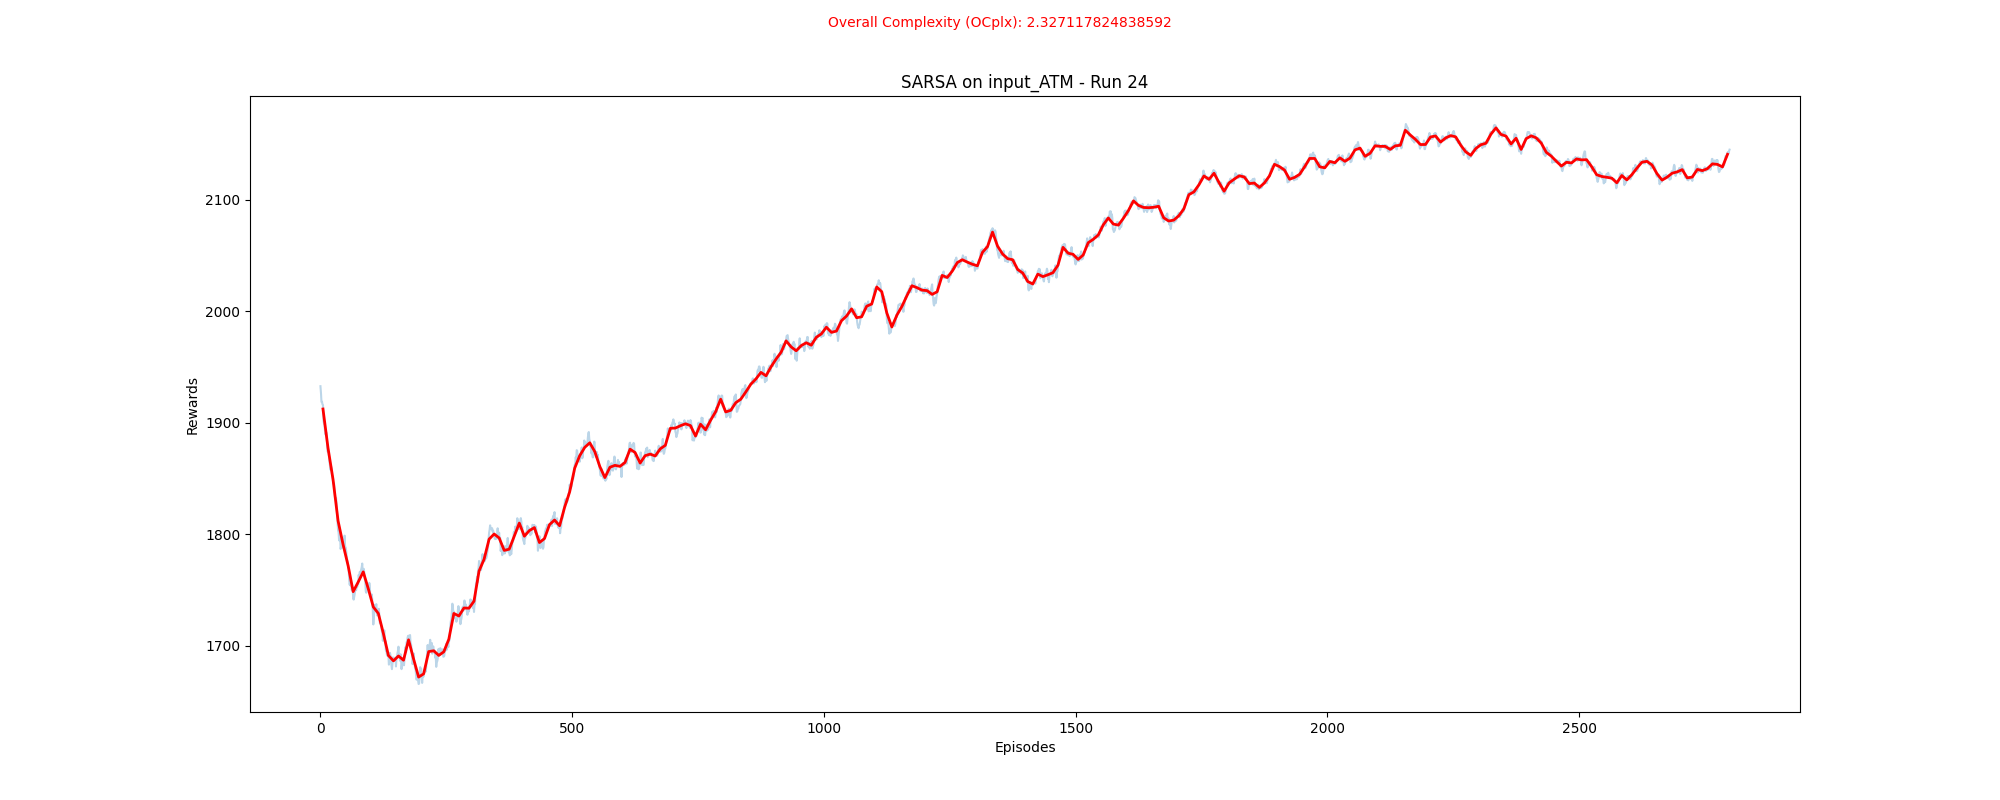 Overall Complexity (OCplx): 2.327117824838592
SARSA on input_ATM - Run 24
Rewards
2100
2000
1900
1800
1700
0 500 1000 1500 2000 2500
Episodes